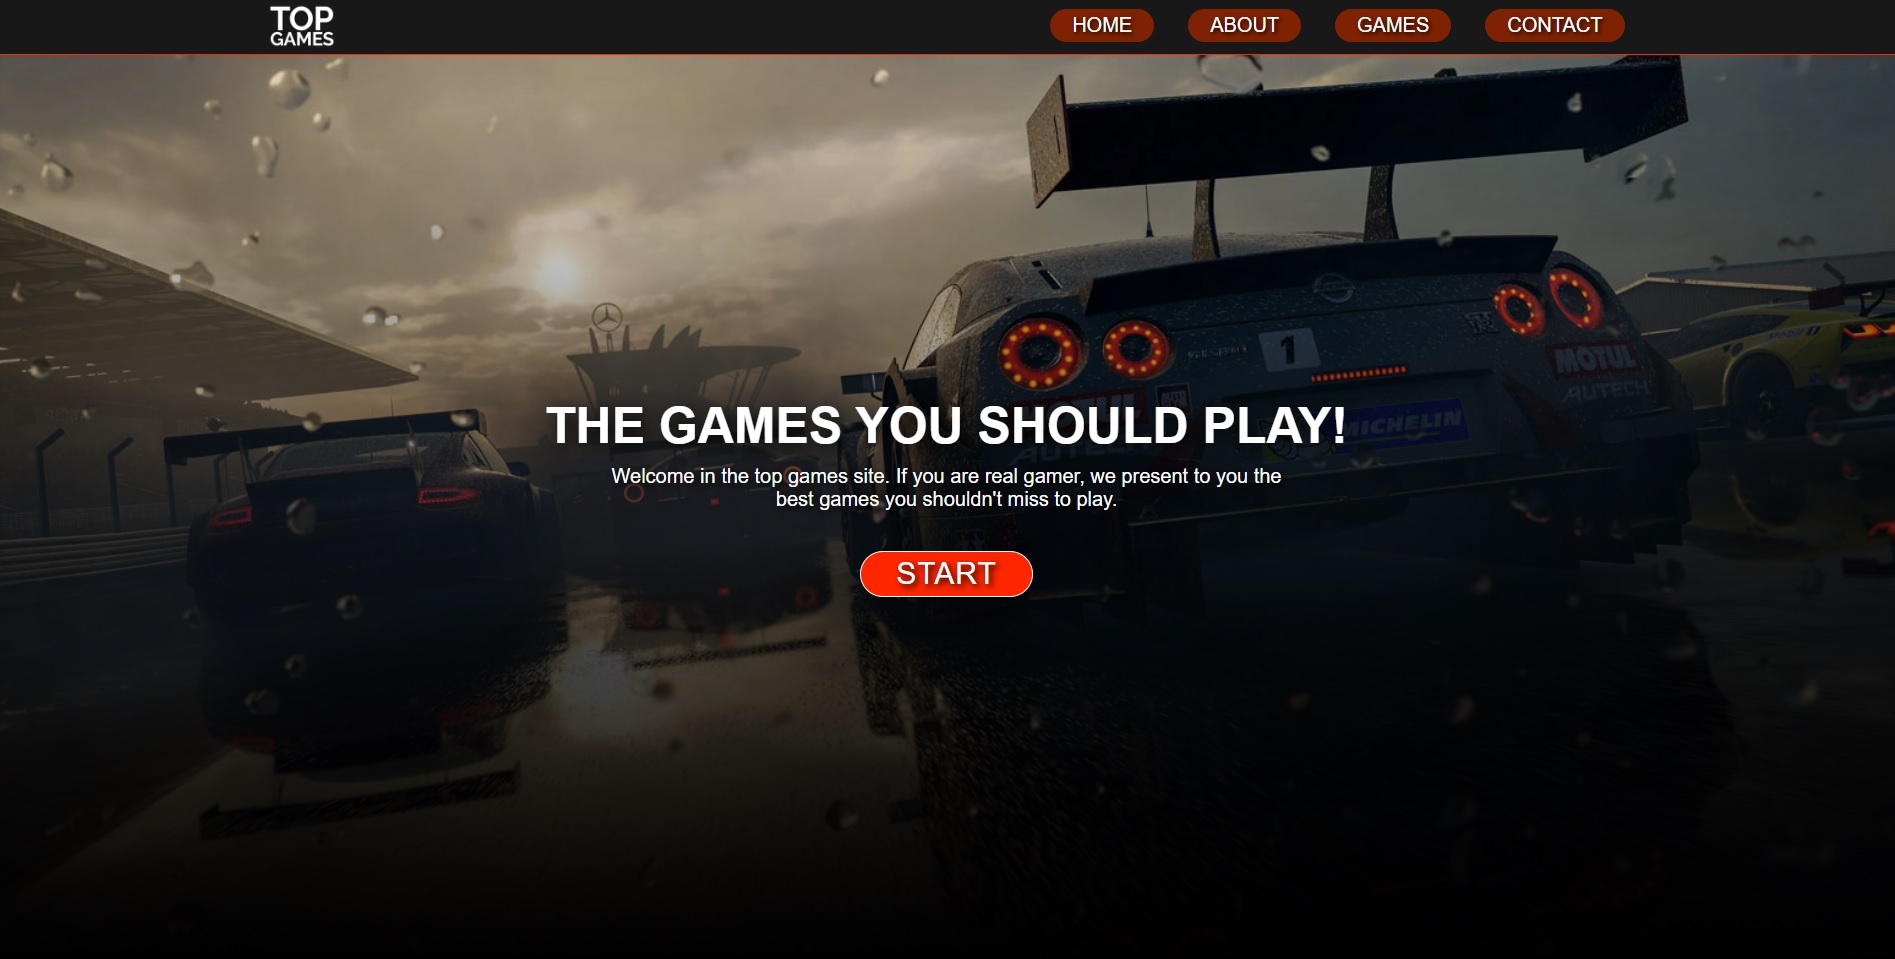 TOP
GAMES
HOME
ABOUT
GAMES
CONTACT
1
MOTUL
AUTECH
MICHELIN
THE GAMES YOU SHOULD PLAY!
Welcome in the top games site. If you are real gamer, we present to you the
best games you shouldn't miss to play.
START